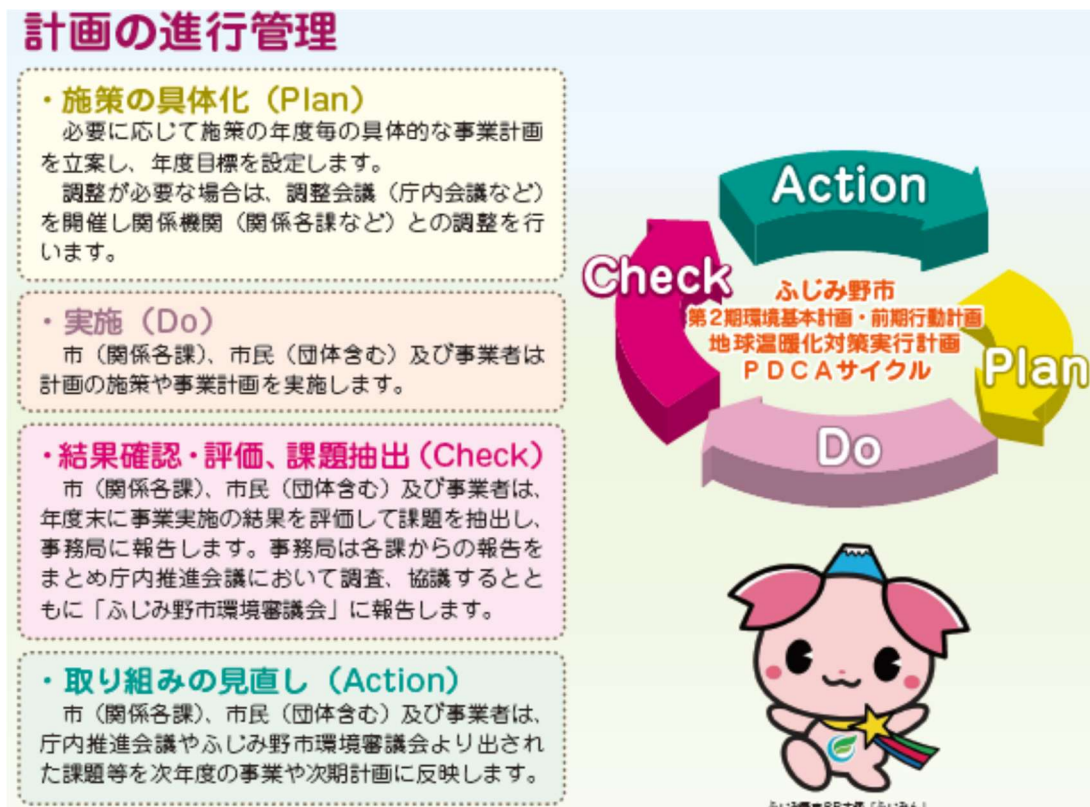 計画の進行管理
・施策の具体化（Plan）
必要に応じて施策の年度毎の具体的な事業計画
を立案し、年度目標を設定します。
調整が必要な場合は、調整会議（庁内会議など）
を開催し関係機関（関係各課など）との調整を行
います。
・実施（Do）
市（関係各課）、市民（団体含む）及び事業者は
計画の施策や事業計画を実施します。
・結果確認・評価、課題抽出（Check）
市（関係各課）、市民（団体含む）及び事業者は、
年度末に事業実施の結果を評価して課題を抽出し、
事務局に報告します。事務局は各課からの報告を
まとめ庁内推進会議において調査、協議するとと
もに「ふじみ野市環境審議会」に報告します。
・取り組みの見直し（Action）
市（関係各課）、市民（団体含む）及び事業者は、
庁内推進会議やふじみ野市環境審議会より出され
た課題等を次年度の事業や次期計画に反映します。
Action
Check
ふじみ野市
第2期環境基本計画・前期行動計画
地球温暖化対策実行計画
ＰＤＣＡサイクル
Plan
Do